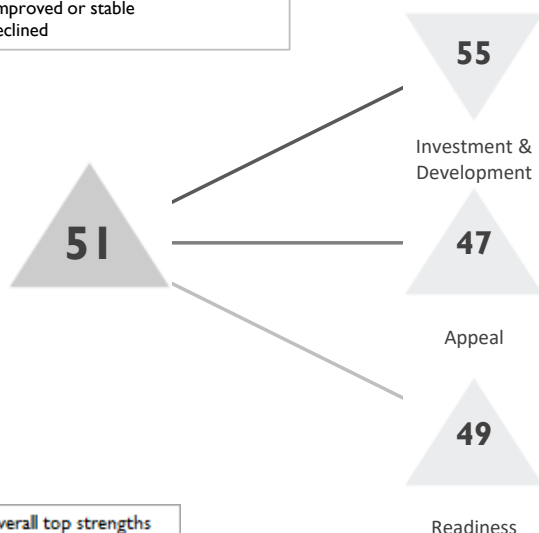 mproved or stable
eclined
55
Investment &
Development
51
47
Appeal
49
verall top strengths
Readiness